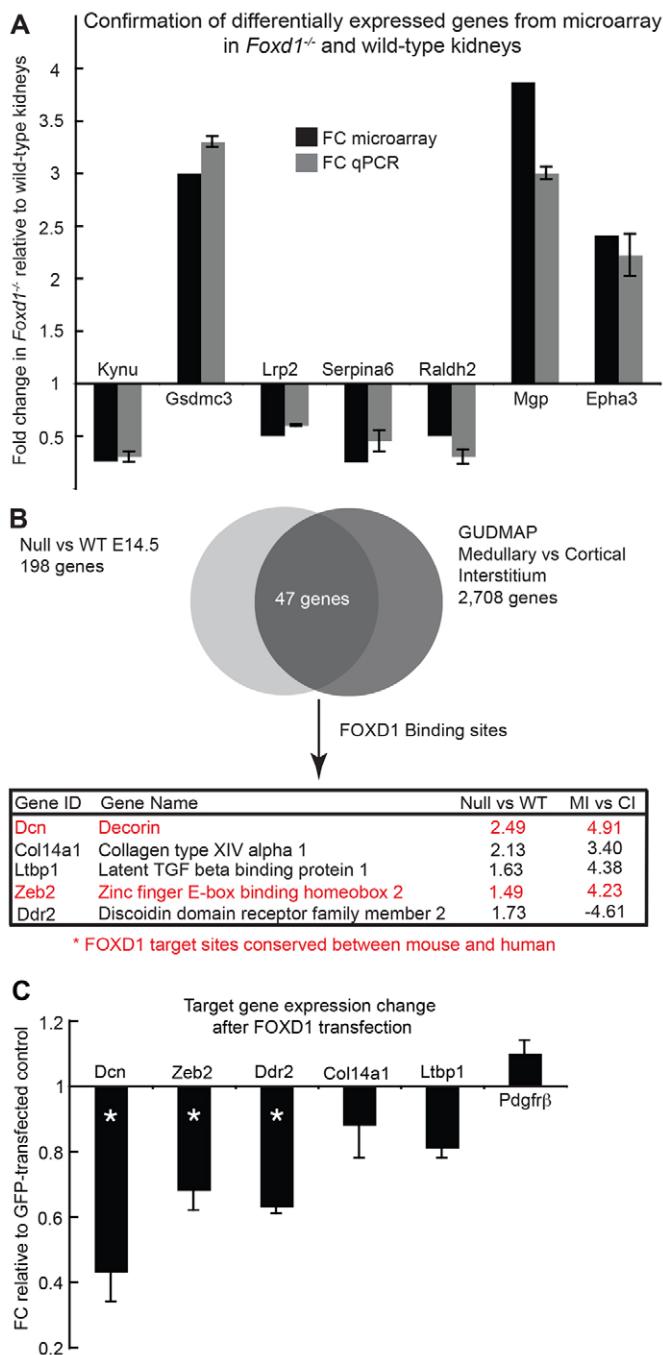 A
Confirmation of differentially expressed genes from microarray
in Foxd1-/- and wild-type kidneys
Fold change in Foxd1-/- relative to wild-type kidneys
4
3.5
3
2.5
2
1.5
1
0.5
FC microarray
FC qPCR
Kynu
Gsdmc3
Lrp2
Serpina6
Raldh2
Mgp
Epha3
B
Null vs WT E14.5
198 genes
47 genes
GUDMAP
Medullary vs Cortical
Interstitium
2,708 genes
FOXD1 Binding sites
Gene ID Gene Name Null vs WT MI vs CI
Dcn Decorin 2.49 4.91
Col14a1 Collagen type XIV alpha 1 2.13 3.40
Ltbp1 Latent TGF beta binding protein 1 1.63 4.38
Zeb2 Zinc finger E-box binding homeobox 2 1.49 4.23
Ddr2 Discoidin domain receptor family member 2 1.73 -4.61
* FOXD1 target sites conserved between mouse and human
C
Target gene expression change
after FOXD1 transfection
FC relative to GFP-transfected control
1.2
1
0.8
0.6
0.4
0.2
Dcn
Zeb2
Ddr2
Col14a1
Ltbp1
Pdgfrβ
*
*
*